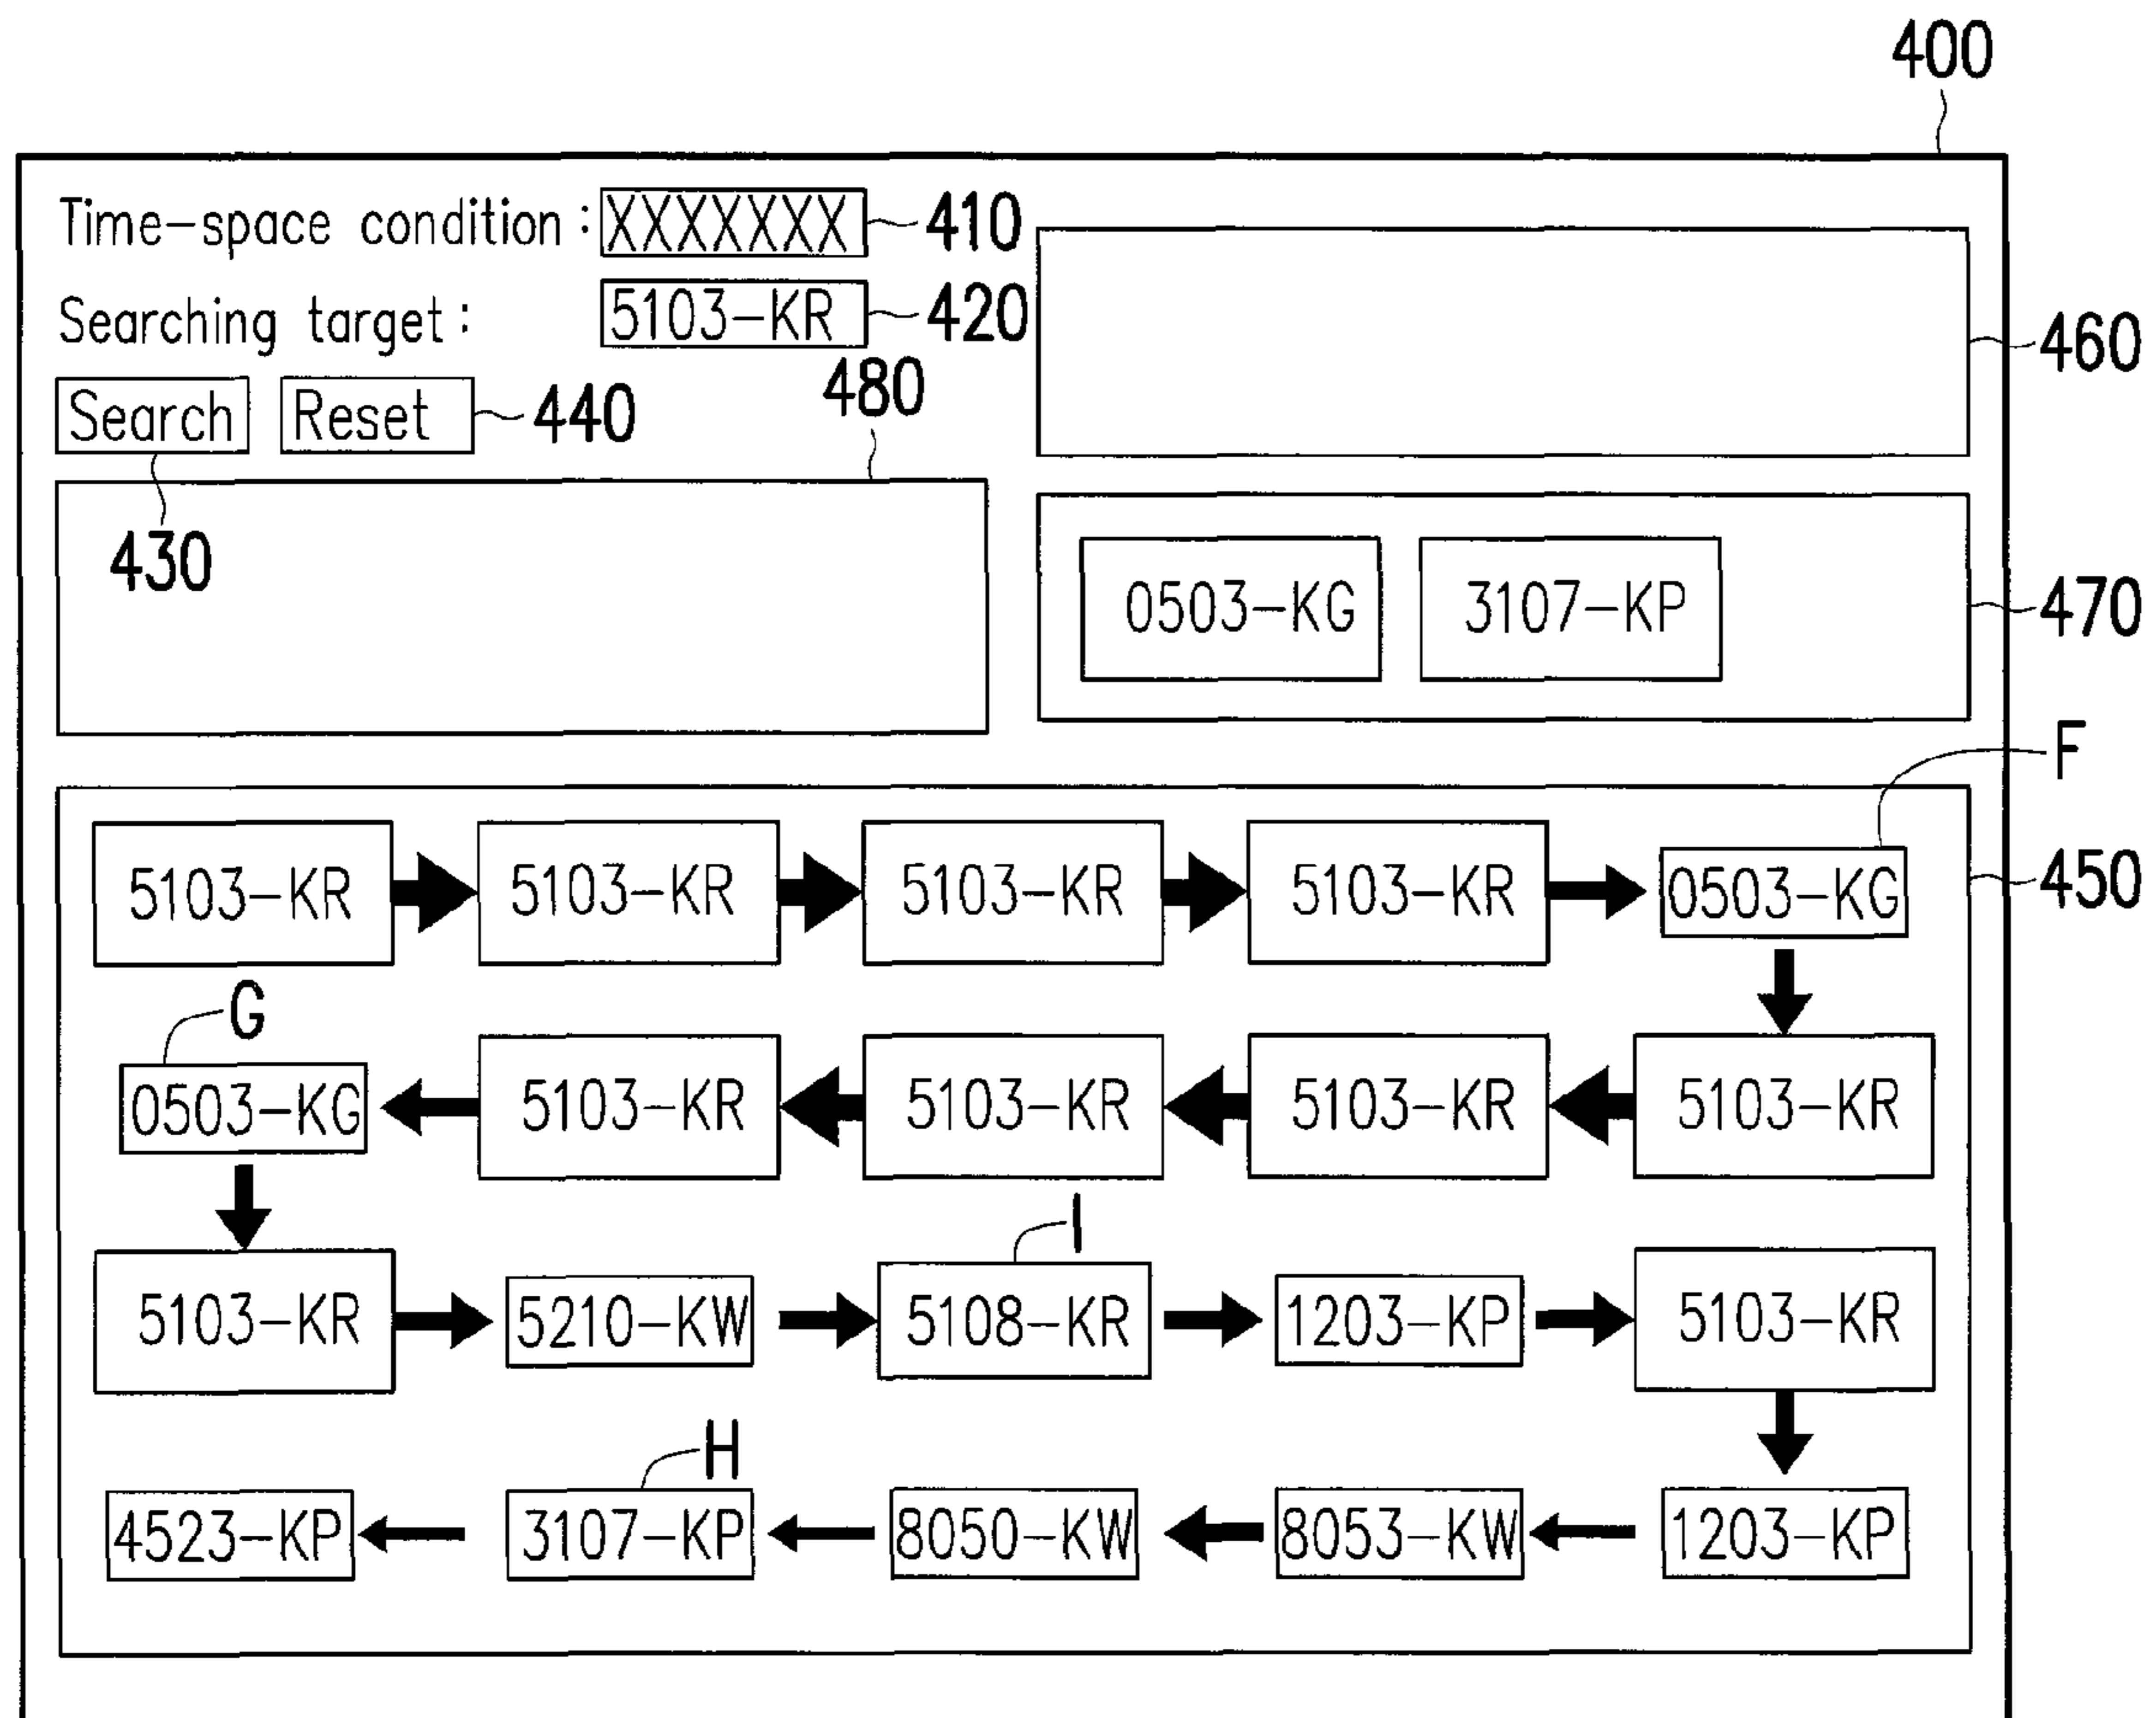 400
Time-space condition : XXXXXXX 410
Searching target : 5103-KR 420
460
Search Reset 440
480
430
0503-KG 3107-KP 470
F
5103-KR 5103-KR 5103-KR 5103-KR 0503-KG 450
G
0503-KG 5103-KR 5103-KR 5103-KR 5103-KR
I
5103-KR 5210-KW 5108-KR 1203-KP 5103-KR
H
4523-KP 3107-KP 8050-KW 8053-KW 1203-KP